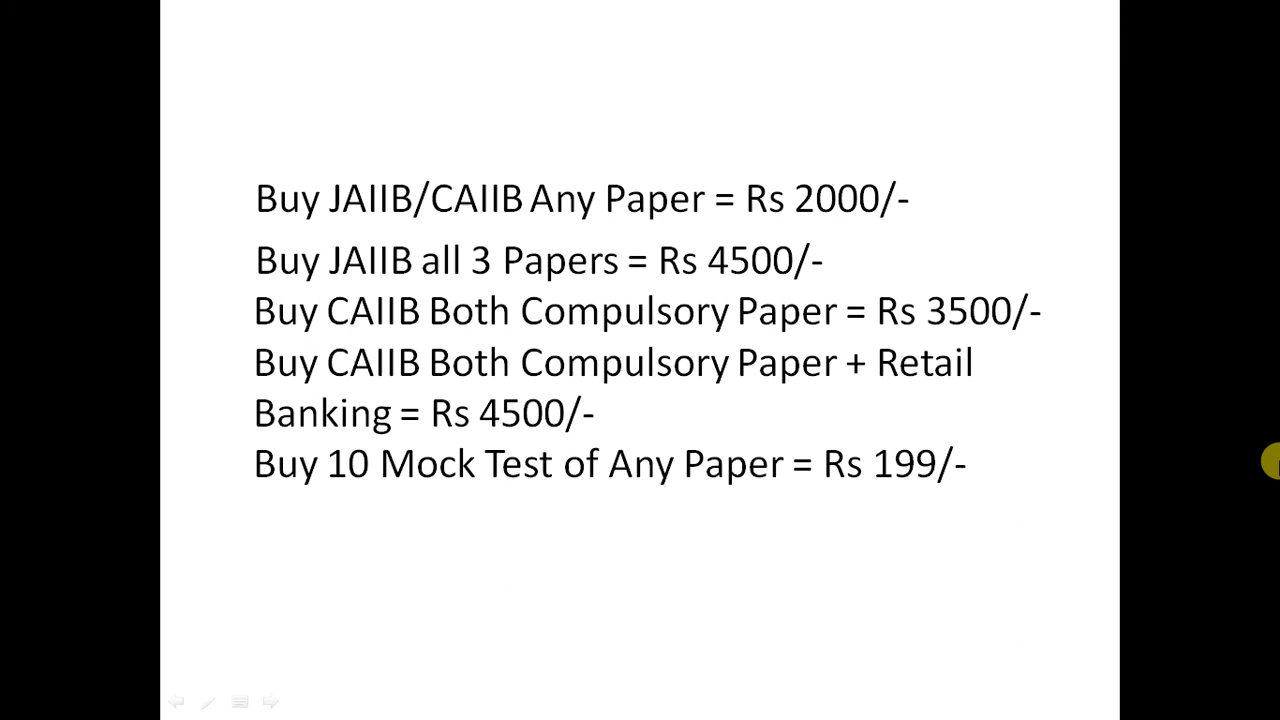 Buy JAIIB/CAIIB Any Paper = Rs 2000/-
Buy JAIIB all 3 Papers = Rs 4500/-
Buy CAIIB Both Compulsory Paper = Rs 3500/-
Buy CAIIB Both Compulsory Paper + Retail
Banking = Rs 4500/-
Buy 10 Mock Test of Any Paper = Rs 199/-